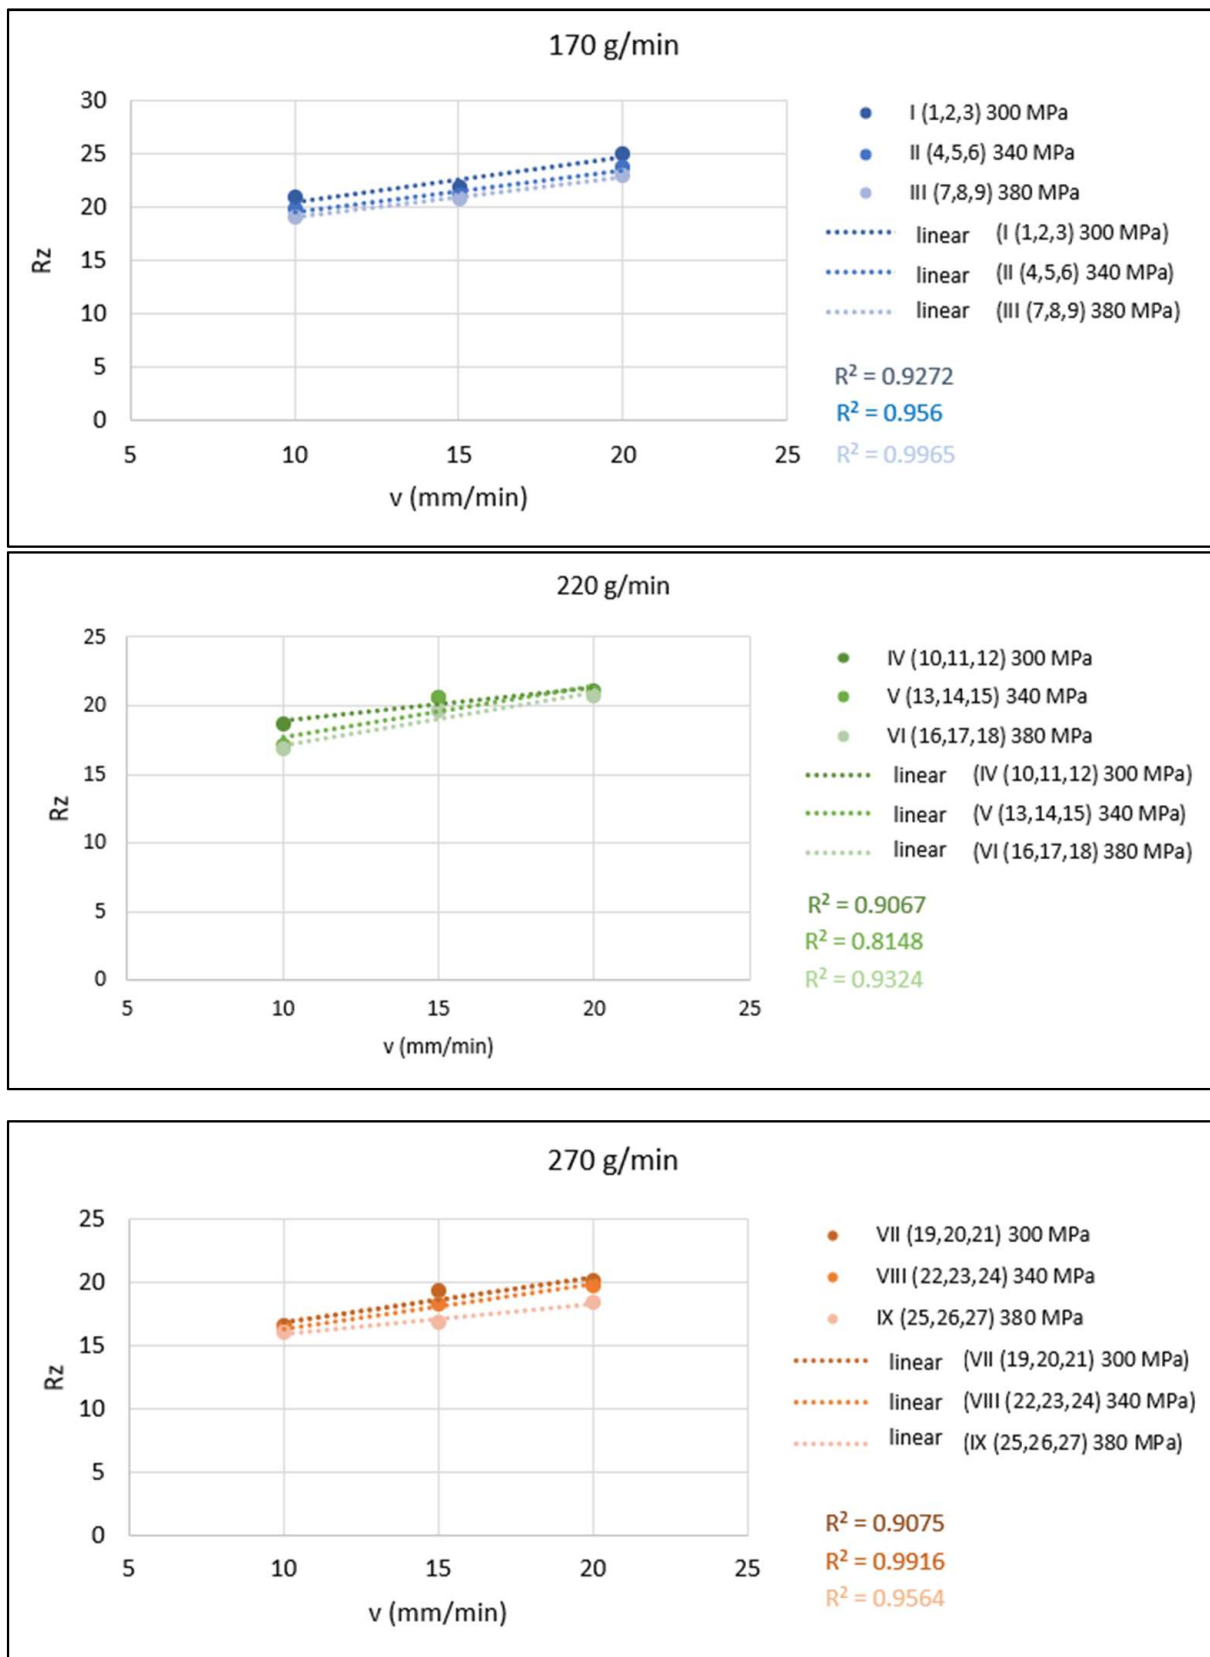 170 g/min
30
25
20
15
10
5
0
Rz
5 10 15 20 25
v (mm/min)
I (1,2,3) 300 MPa
II (4,5,6) 340 MPa
III (7,8,9) 380 MPa
linear (I (1,2,3) 300 MPa)
linear (II (4,5,6) 340 MPa)
linear (III (7,8,9) 380 MPa)
R² = 0.9272
R² = 0.956
R² = 0.9965
220 g/min
25
20
15
10
5
0
Rz
5 10 15 20 25
v (mm/min)
IV (10,11,12) 300 MPa
V (13,14,15) 340 MPa
VI (16,17,18) 380 MPa
linear (IV (10,11,12) 300 MPa)
linear (V (13,14,15) 340 MPa)
linear (VI (16,17,18) 380 MPa)
R² = 0.9067
R² = 0.8148
R² = 0.9324
270 g/min
25
20
15
10
5
0
Rz
5 10 15 20 25
v (mm/min)
VII (19,20,21) 300 MPa
VIII (22,23,24) 340 MPa
IX (25,26,27) 380 MPa
linear (VII (19,20,21) 300 MPa)
linear (VIII (22,23,24) 340 MPa)
linear (IX (25,26,27) 380 MPa)
R² = 0.9075
R² = 0.9916
R² = 0.9564